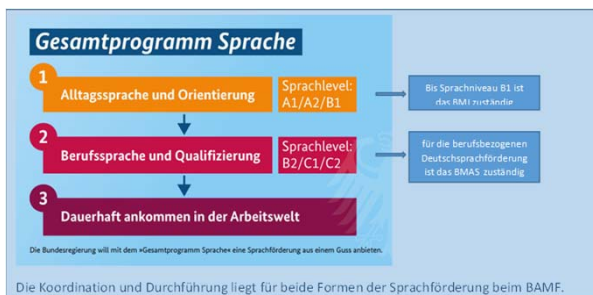 Gesamtprogramm Sprache
1
Alltagssprache und Orientierung
Sprachlevel:
A1/A2/B1
Bis Sprachniveau B1 ist
das BMI zuständig
2
Berufssprache und Qualifizierung
Sprachlevel:
B2/C1/C2
für die berufsbezogenen
Deutschsprachförderung
ist das BMAS zuständig
3
Dauerhaft ankommen in der Arbeitswelt
Die Bundesregierung will mit dem »Gesamtprogramm Sprache« eine Sprachförderung aus einem Guss anbieten.
Die Koordination und Durchführung liegt für beide Formen der Sprachförderung beim BAMF.